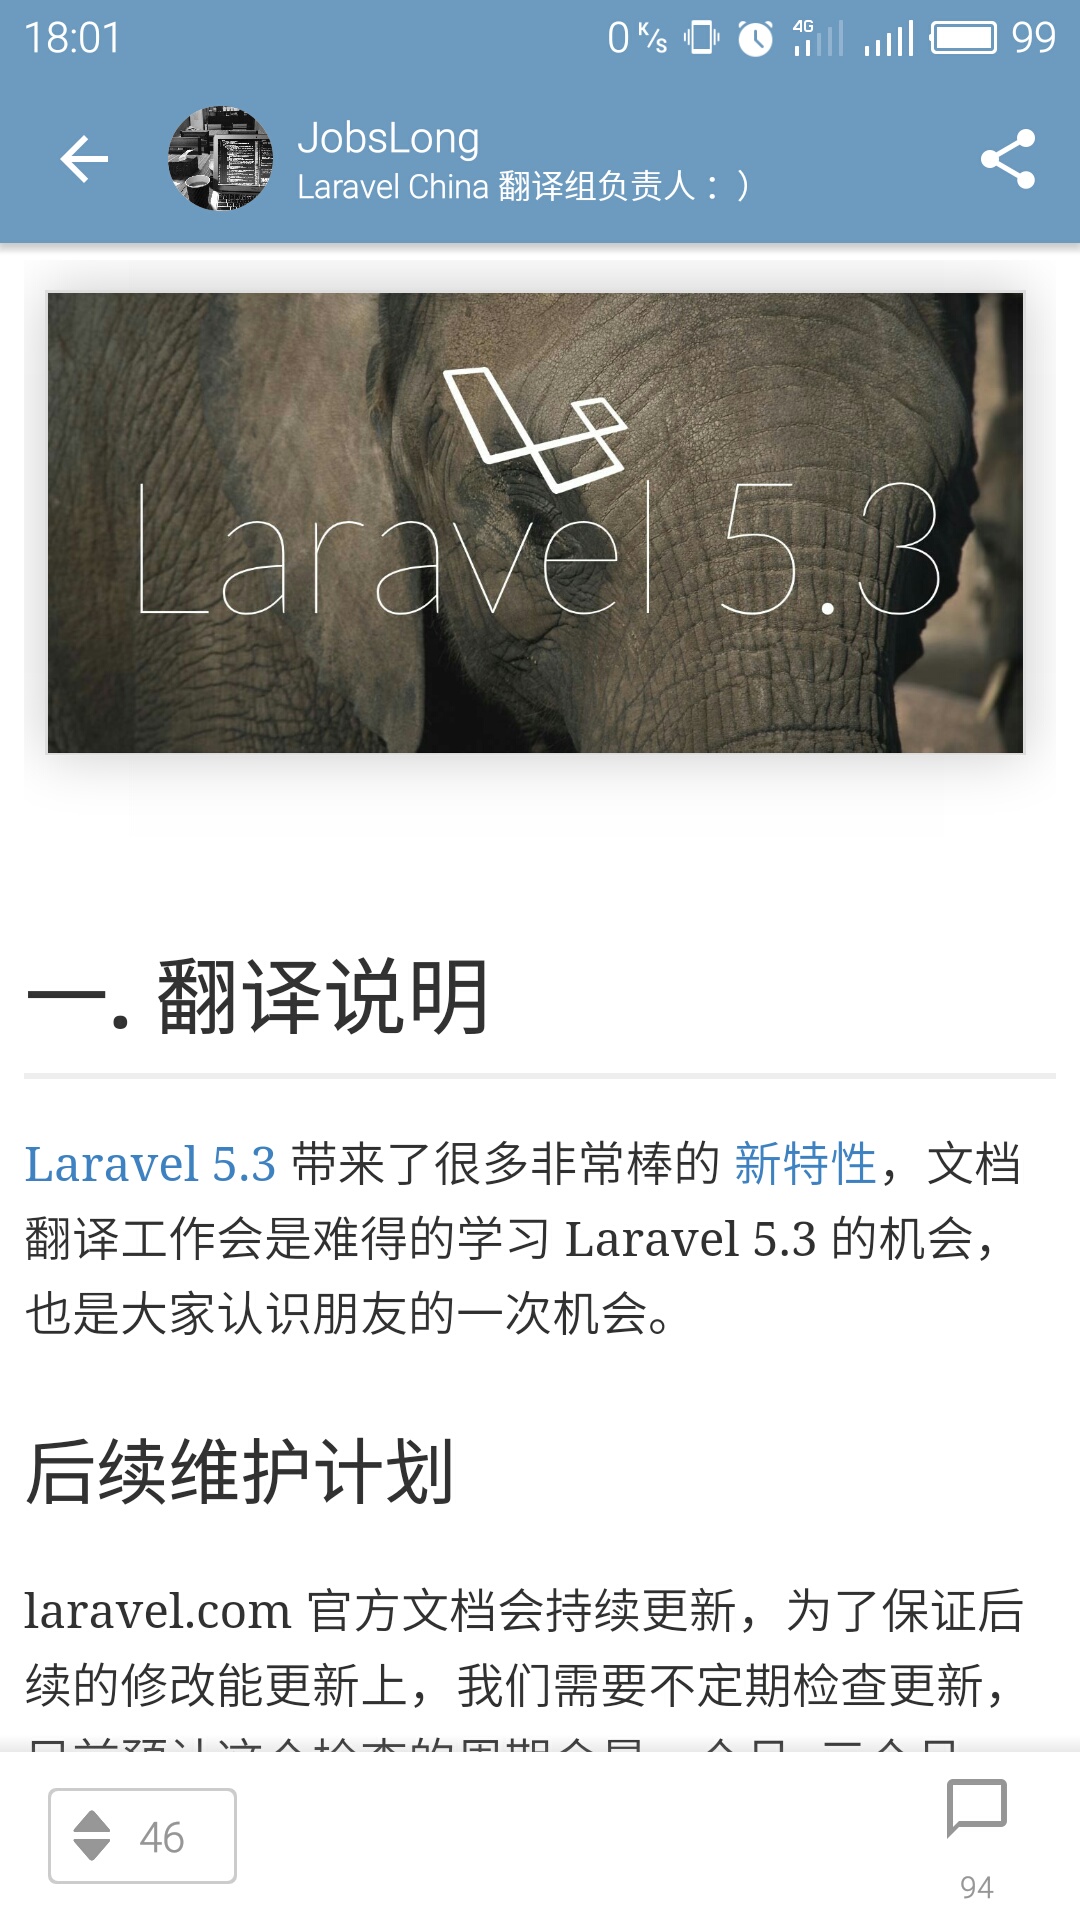 18:01
0 K/s
4G
99
JobsLong
Laravel China 翻译组负责人：）
Laravel 5.3
一. 翻译说明
Laravel 5.3 带来了很多非常棒的 新特性，文档
翻译工作会是难得的学习 Laravel 5.3 的机会，
也是大家认识朋友的一次机会。
后续维护计划
laravel.com 官方文档会持续更新，为了保证后
续的修改能更新上，我们需要不定期检查更新，
46
94